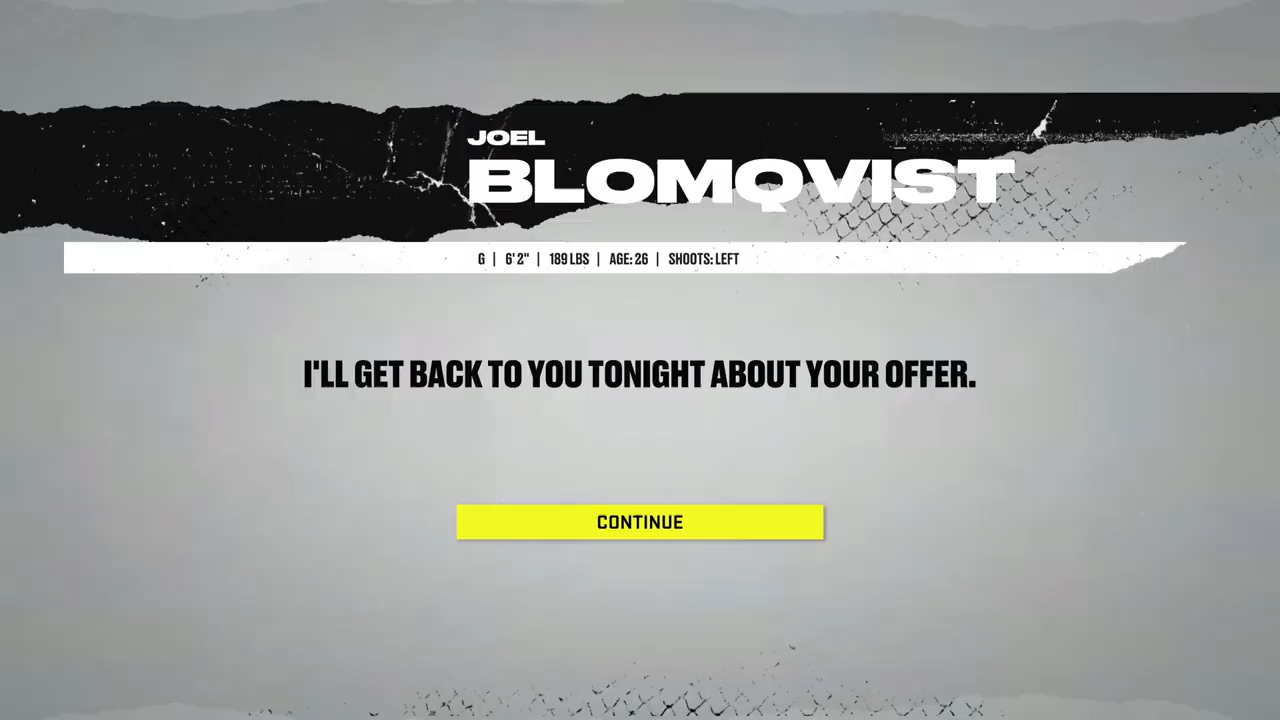 JOEL
BLOMQVIST
G | 6' 2" | 189 LBS | AGE: 26 | SHOOTS: LEFT
I'LL GET BACK TO YOU TONIGHT ABOUT YOUR OFFER.
CONTINUE